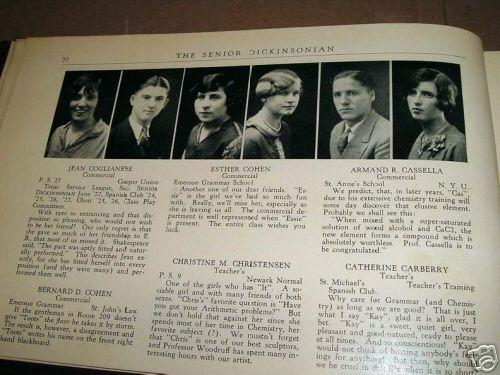 20
THE SENIOR DICKINSONIAN
JEAN COGLIANESE
Commercial
P. S. 27 Cooper Union
Treas. Service League, Sec. SENIOR
DICKINSONIAN June '27, Spanish Club '24,
'25, '26, '27, Choir '25, '26, Class Play
Committee.
With eyes so entrancing and that dis-
position so pleasing, who would not wish
to be her friend? Our only regret is that
she gave so much of her friendship to E.
B., that most of us missed it. Shakespeare
said, "The part was aptly fitted and natur-
ally performed." This describes Jean ex-
actly, for she has fitted herself into every
position (and they were many) and per-
formed them well.
BERNARD D. COHEN
Commercial
Emerson Grammar St. John's Law
If the gentleman in Room 209 doesn't
give "Toots" the floor he takes it by storm.
The result is, however, a disagreement and
"Toots" writes his name on the front right
hand blackboard.
ESTHER COHEN
Commercial
Emerson Grammar School
Another one of our dear friends. "Es-
sie" is the girl we've had so much fun
with. Really, we'll miss her, especially as
she is leaving us all. The commercial de-
partment is well represented when "Essie"
is present. The entire class wishes you
luck.
CHRISTINE M. CHRISTENSEN
Teacher's
P. S. 9 Newark Normal
One of the girls who has "It". A so-
ciable girl and with many friends of both
sexes. "Chris's" favorite question is "Have
you got your Arithmetic problems?" But
we don't hold that against her since she
spends most of her time in Chemistry, her
favorite subject (?). We musn't forget
that "Chris" is one of our best sculptors,
and Professor Woodruff has spent many in-
teresting hours with our artist.
ARMAND R. CASSELLA
Commercial
St. Anne's School N. Y. U.
We predict, that, in later years, "Cas",
due to his extensive chemistry training will
some day discover that elusive element.
Probably we shall see this:
"When mixed with a super-saturated
solution of wood alcohol and CaCl, the
new element forms a compound which is
absolutely worthless. Prof. Cassella is to
be congratulated."
CATHERINE CARBERRY
Teacher's
St. Michael's Teacher's Training
Spanish Club.
Why care for Grammar (and Chemis-
try) as long as we are good? That is just
what I say "Kay", glad it is all over,
but. "Kay" is a sweet, quiet girl, very
pleasant and good-natured, ready to please
at all times. And so conscientious! "Kay"
would not think of hurting anybody's feel-
ings for anything! But then, why should
be cruel in this life when it is so short